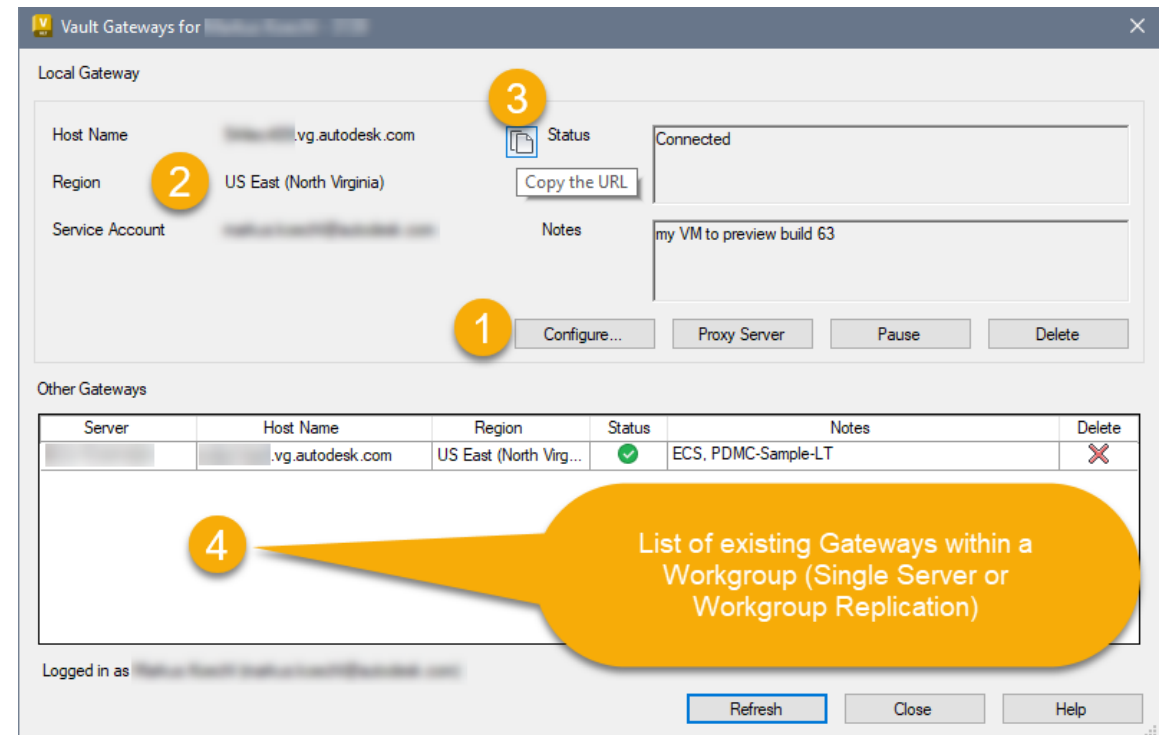 Vault Gateways for
Local Gateway
3
Host Name
.vg.autodesk.com
Status
Connected
Region
2
US East (North Virginia)
Copy the URL
Service Account
Notes
my VM to preview build 63
1
Configure...
Proxy Server
Pause
Delete
Other Gateways
Server Host Name Region Status Notes Delete
.vg.autodesk.com US East (North Virg... ECS, PDMC-Sample-LT
4
List of existing Gateways within a
Workgroup (Single Server or
Workgroup Replication)
Logged in as
Refresh
Close
Help